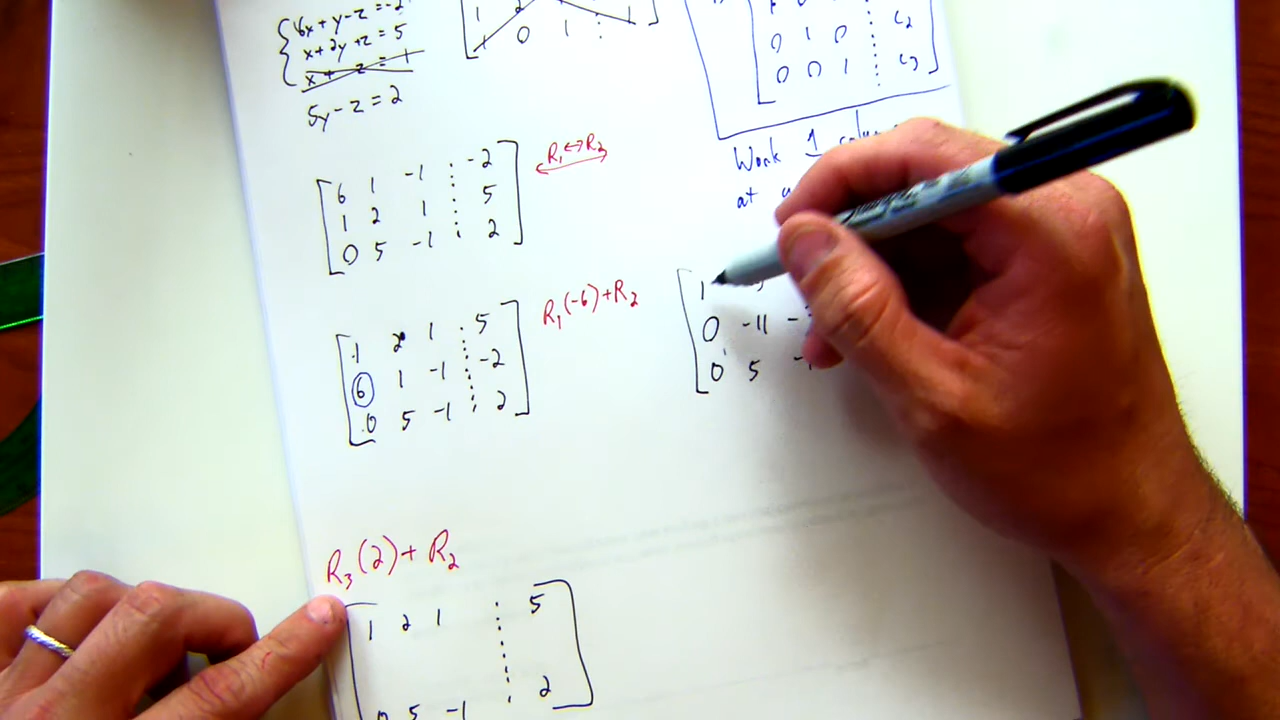 6x + y - z = -2
x + 2y + z = 5
x + z = 1
5y - z = 2
1 2
1 0 1 ⋮ 1
0 1 0 ⋮ c2
0 0 1 ⋮ c3
Work 1
at
6 1 -1 ⋮ -2
1 2 1 ⋮ 5
0 5 -1 ⋮ 2
R1 ↔ R2
1 2 1 ⋮ 5
6 1 -1 ⋮ -2
0 5 -1 ⋮ 2
R1(-6) + R2
1
0 -11
0 5
R3(2) + R2
1 2 1 ⋮ 5
0 5 -1 ⋮ 2